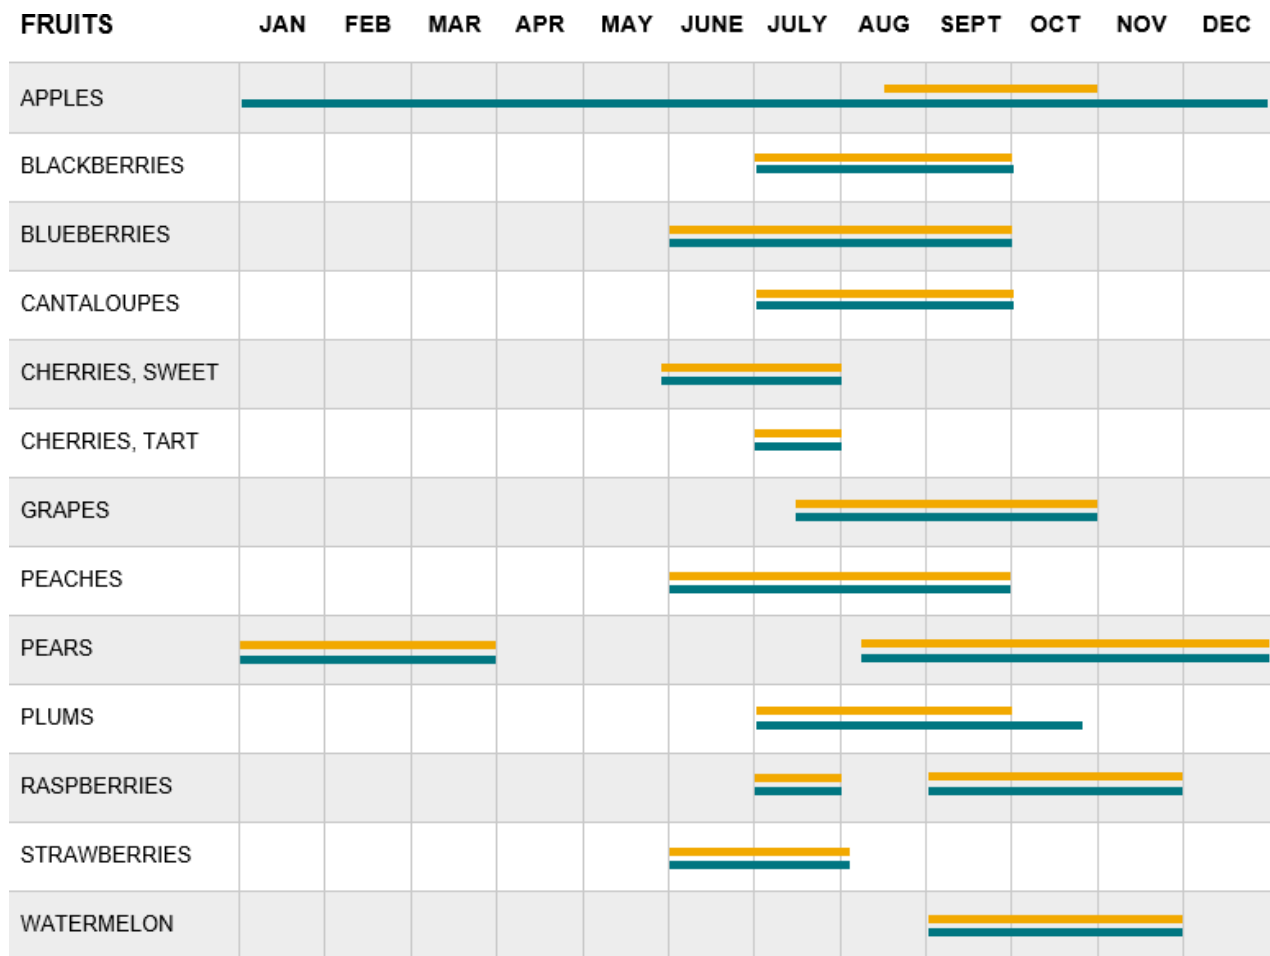 FRUITS JAN FEB MAR APR MAY JUNE JULY AUG SEPT OCT NOV DEC
APPLES
BLACKBERRIES
BLUEBERRIES
CANTALOUPES
CHERRIES, SWEET
CHERRIES, TART
GRAPES
PEACHES
PEARS
PLUMS
RASPBERRIES
STRAWBERRIES
WATERMELON